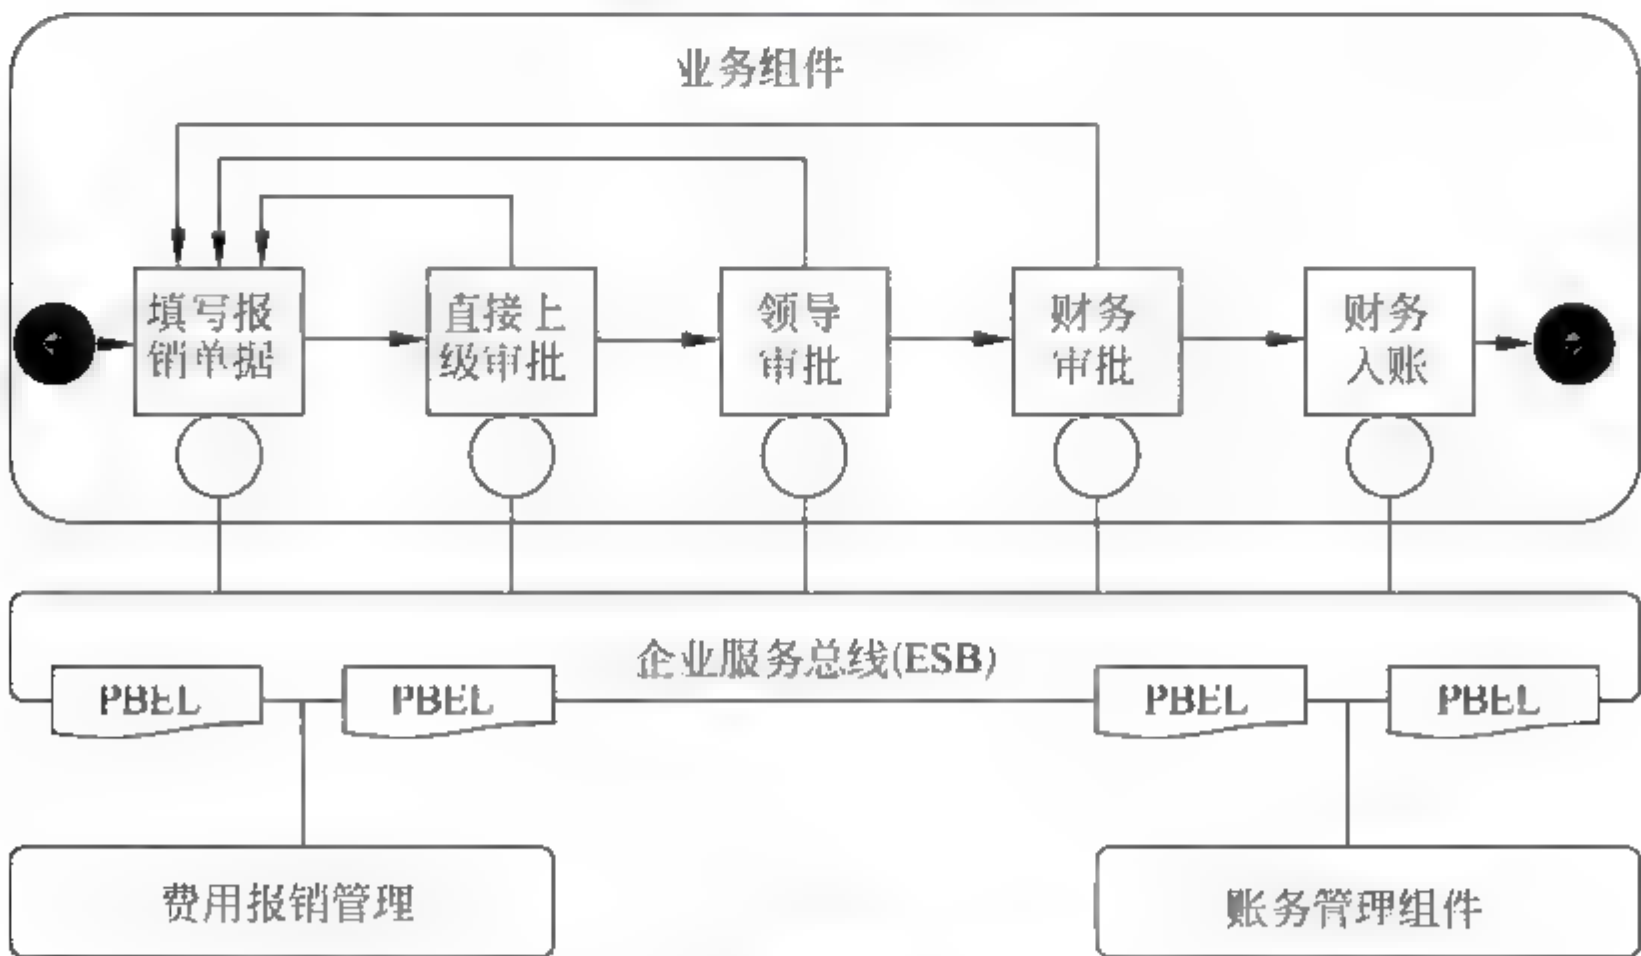 业务组件
填写报
销单据
直接上
级审批
领导
审批
财务
审批
财务
入账
企业服务总线(ESB)
PBEL
PBEL
PBEL
PBEL
费用报销管理
账务管理组件